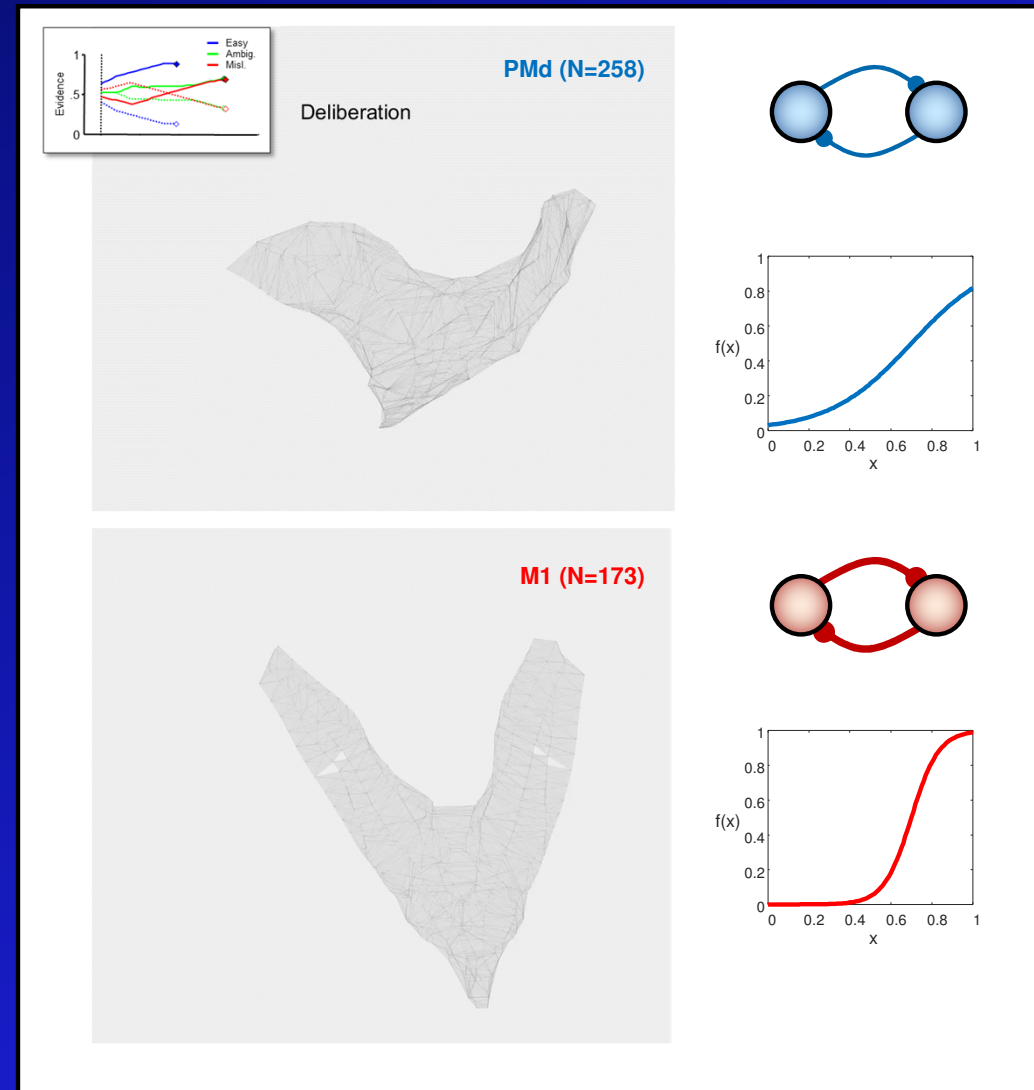 Easy
Ambig.
Misl.
1
.5
0
Evidence
PMd (N=258)
Deliberation
1
0.8
0.6
f(x)
0.4
0.2
0
0 0.2 0.4 0.6 0.8 1
x
M1 (N=173)
1
0.8
0.6
f(x)
0.4
0.2
0
0 0.2 0.4 0.6 0.8 1
x